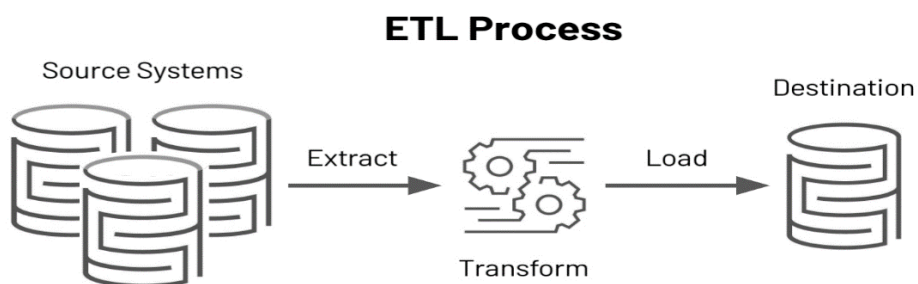 ETL Process
Source Systems
Destination
Extract
Load
Transform